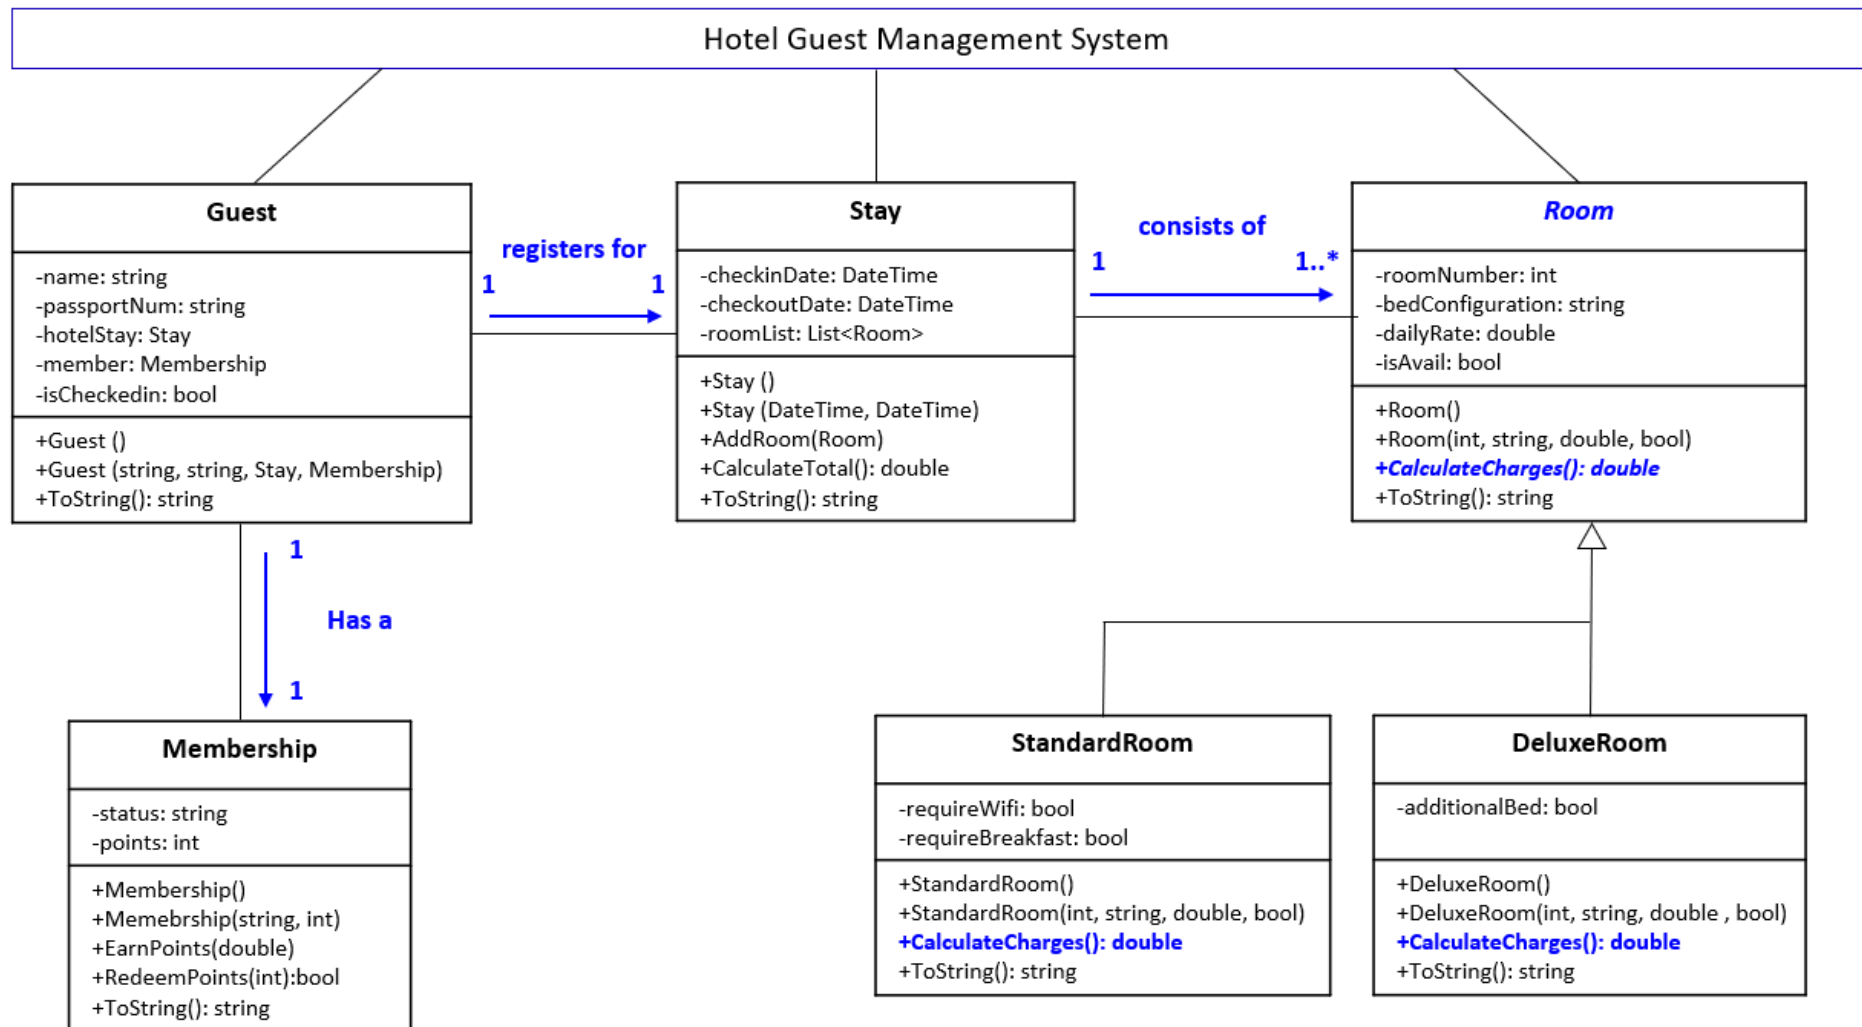 Hotel Guest Management System
Guest
-name: string
-passportNum: string
-hotelStay: Stay
-member: Membership
-isCheckedin: bool
+Guest ()
+Guest (string, string, Stay, Membership)
+ToString(): string
registers for
1
1
Stay
-checkinDate: DateTime
-checkoutDate: DateTime
-roomList: List<Room>
+Stay ()
+Stay (DateTime, DateTime)
+AddRoom(Room)
+CalculateTotal(): double
+ToString(): string
consists of
1
1..*
Room
-roomNumber: int
-bedConfiguration: string
-dailyRate: double
-isAvail: bool
+Room()
+Room(int, string, double, bool)
+CalculateCharges(): double
+ToString(): string
1
Has a
1
Membership
-status: string
-points: int
+Membership()
+Memebrship(string, int)
+EarnPoints(double)
+RedeemPoints(int):bool
+ToString(): string
StandardRoom
-requireWifi: bool
-requireBreakfast: bool
+StandardRoom()
+StandardRoom(int, string, double, bool)
+CalculateCharges(): double
+ToString(): string
DeluxeRoom
-additionalBed: bool
+DeluxeRoom()
+DeluxeRoom(int, string, double , bool)
+CalculateCharges(): double
+ToString(): string